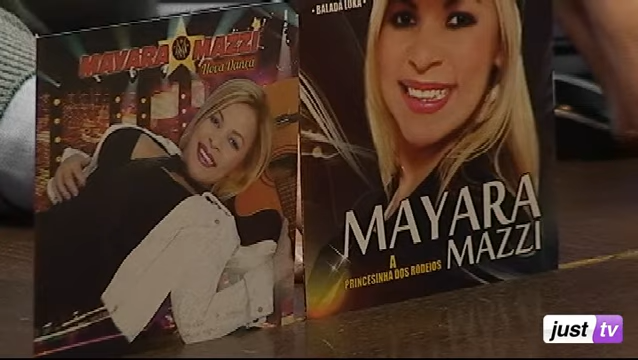 MAYARA MAZZI
Nova Dança
• BALADA LOKA •
MAYARA
MAZZI
A
PRINCESINHA DOS RODEIOS
just tv